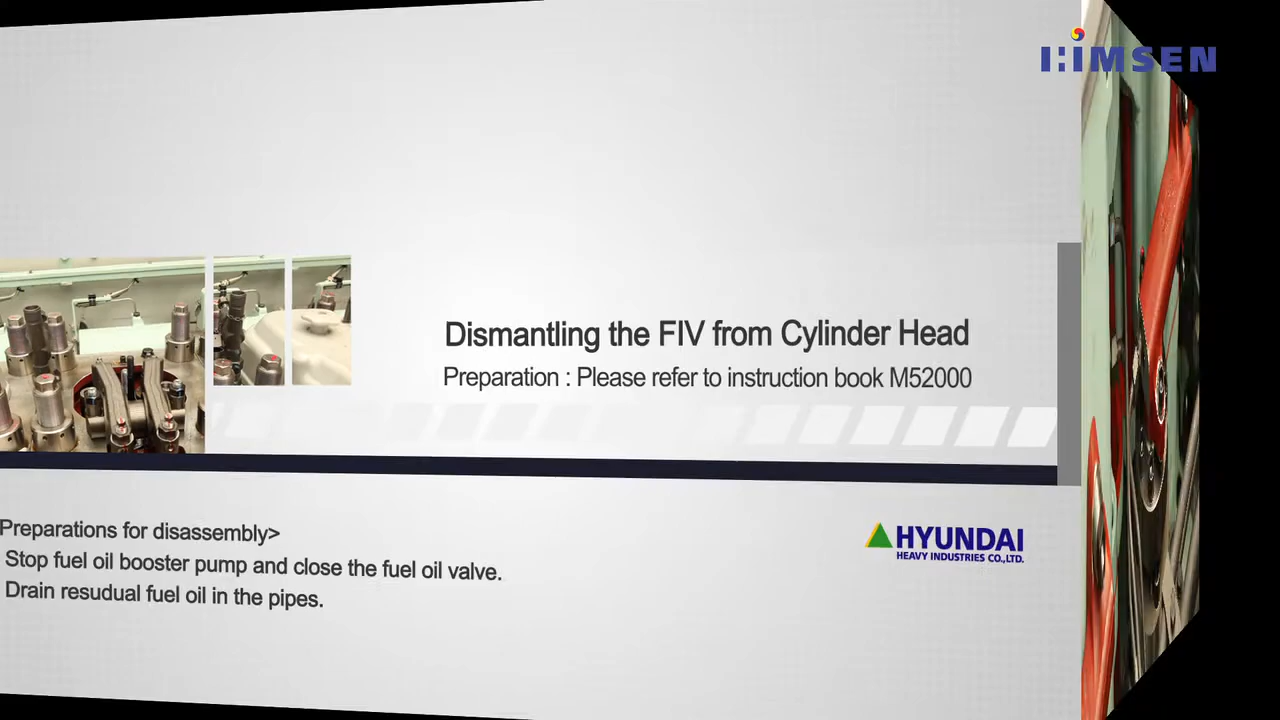 HiMSEN
Dismantling the FIV from Cylinder Head
Preparation : Please refer to instruction book M52000
Preparations for disassembly>
Stop fuel oil booster pump and close the fuel oil valve.
Drain resudual fuel oil in the pipes.
HYUNDAI
HEAVY INDUSTRIES CO.,LTD.